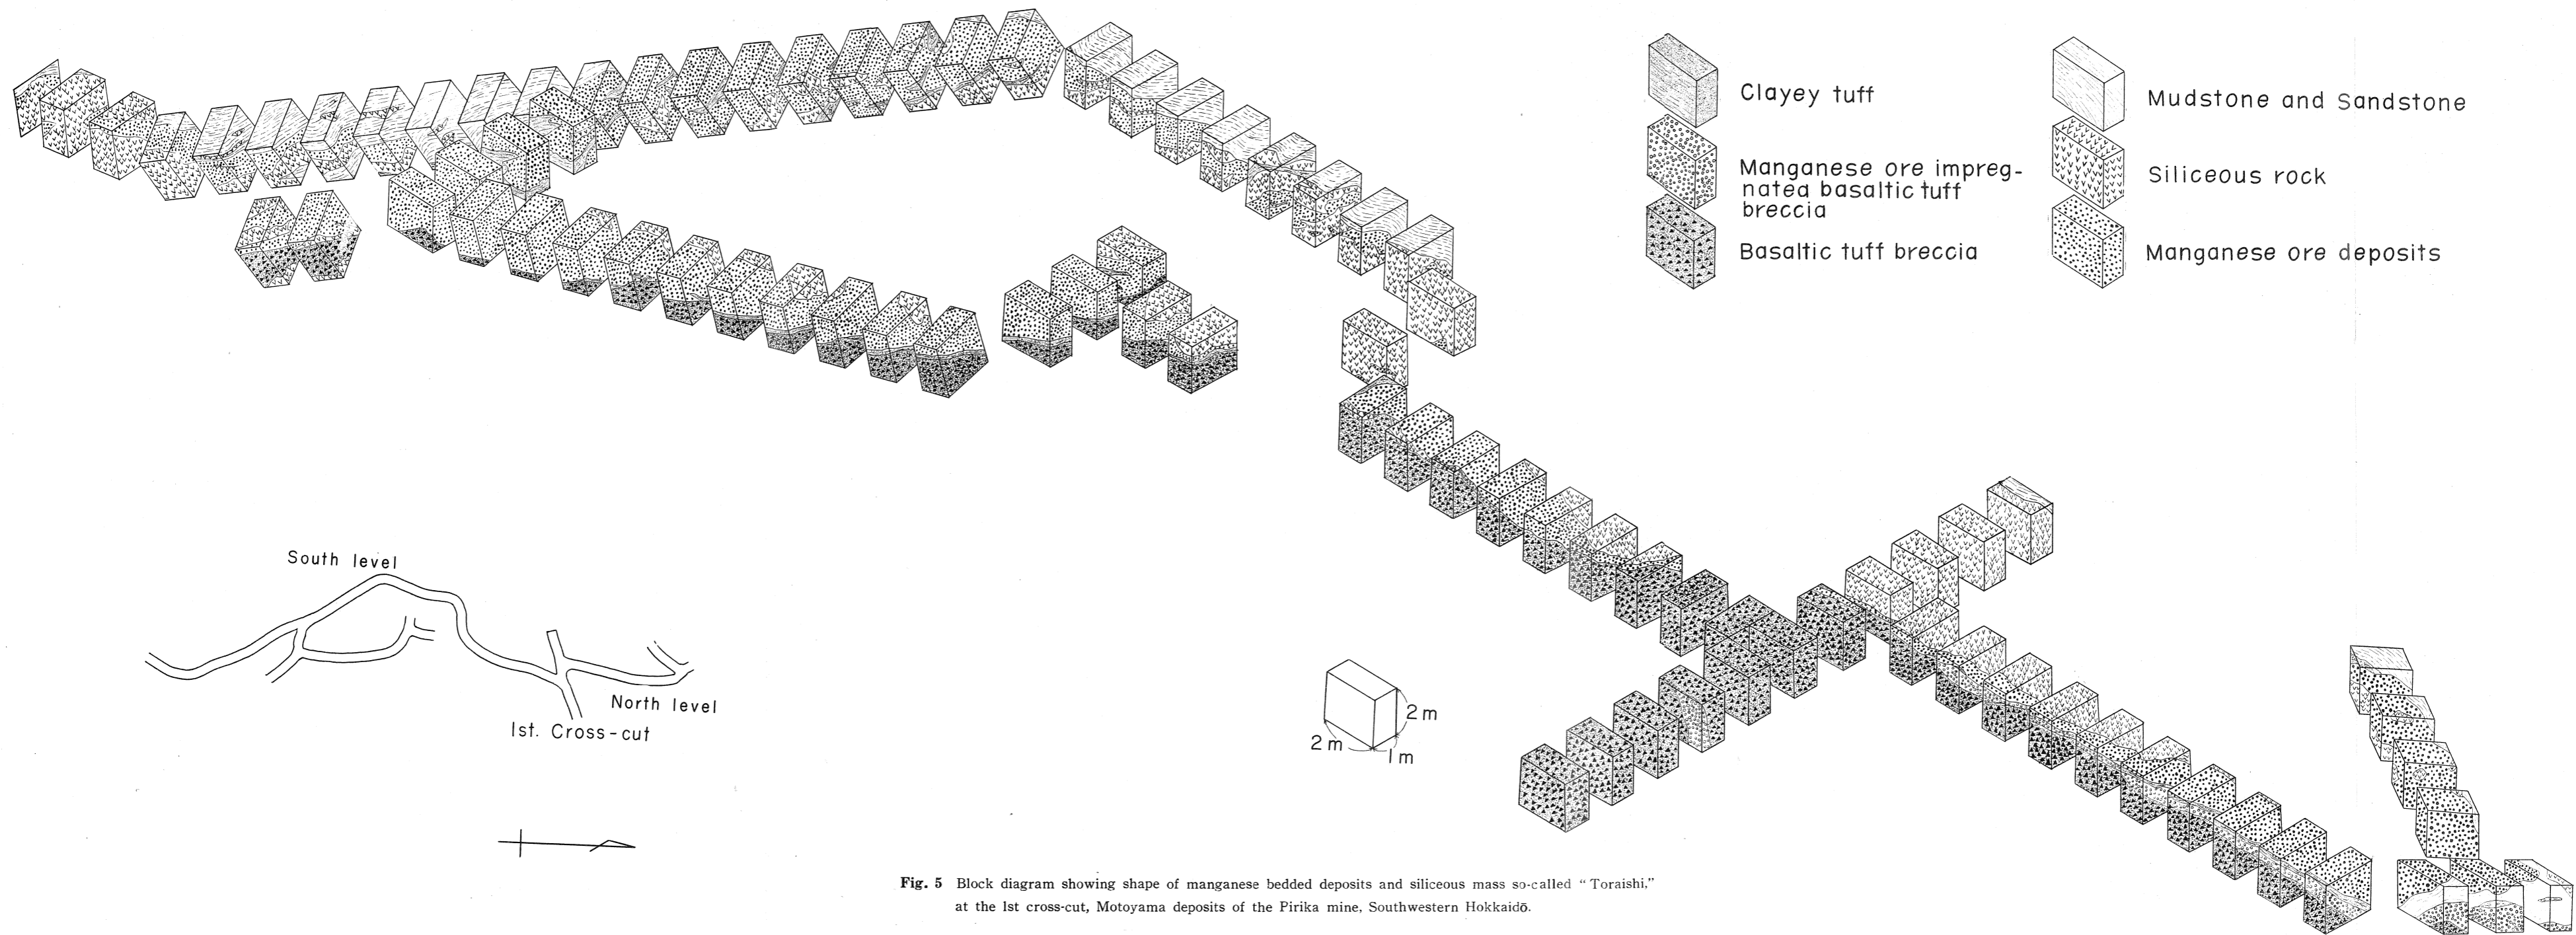 Clayey tuff
Manganese ore impreg-
natea basaltic tuff
breccia
Basaltic tuff breccia
Mudstone and Sandstone
Siliceous rock
Manganese ore deposits
South level
North level
1st. Cross-cut
2m
2m
1m
Fig. 5 Block diagram showing shape of manganese bedded deposits and siliceous mass so-called "Toraishi,"
at the 1st cross-cut, Motoyama deposits of the Pirika mine, Southwestern Hokkaidō.